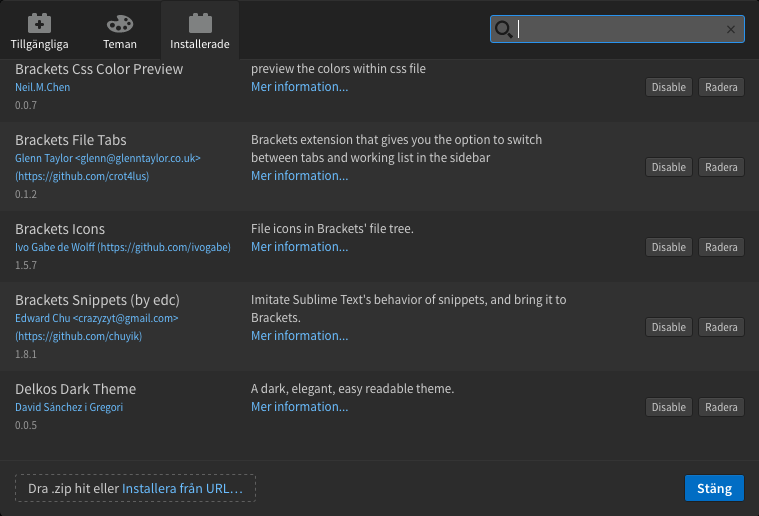 Tillgängliga
Teman
Installerade
Brackets Css Color Preview
Neil.M.Chen
0.0.7
preview the colors within css file
Mer information...
Disable
Radera
Brackets File Tabs
Glenn Taylor <glenn@glenntaylor.co.uk>
(https://github.com/crot4lus)
0.1.2
Brackets extension that gives you the option to switch
between tabs and working list in the sidebar
Mer information...
Disable
Radera
Brackets Icons
Ivo Gabe de Wolff (https://github.com/ivogabe)
1.5.7
File icons in Brackets' file tree.
Mer information...
Disable
Radera
Brackets Snippets (by edc)
Edward Chu <crazyzyt@gmail.com>
(https://github.com/chuyik)
1.8.1
Imitate Sublime Text's behavior of snippets, and bring it to
Brackets.
Mer information...
Disable
Radera
Delkos Dark Theme
David Sánchez i Gregori
0.0.5
A dark, elegant, easy readable theme.
Mer information...
Disable
Radera
Dra .zip hit eller Installera från URL...
Stäng